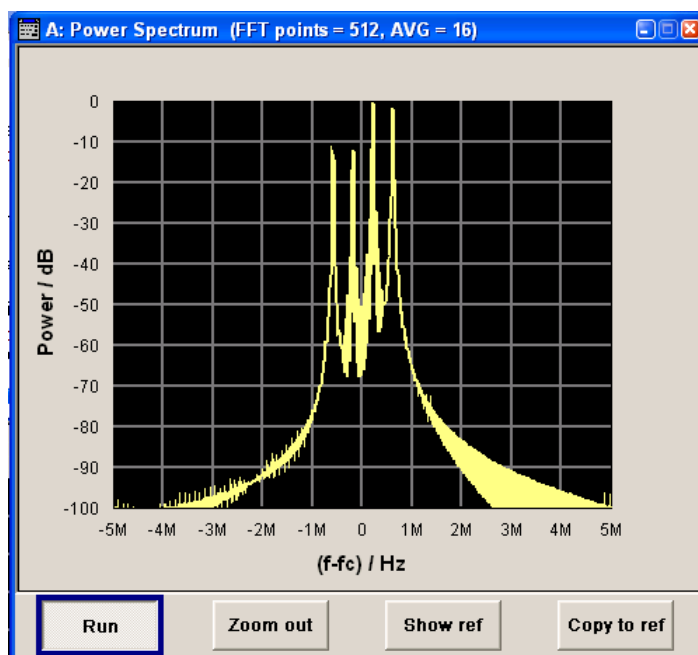 A: Power Spectrum (FFT points = 512, AVG = 16)
Power / dB
0
-10
-20
-30
-40
-50
-60
-70
-80
-90
-100
-5M -4M -3M -2M -1M 0 1M 2M 3M 4M 5M
(f-fc) / Hz
Run Zoom out Show ref Copy to ref